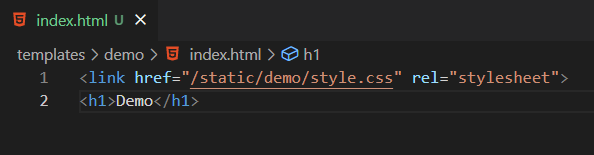 index.html U
templates > demo > index.html > h1
1 <link href="/static/demo/style.css" rel="stylesheet">
2 <h1>Demo</h1>